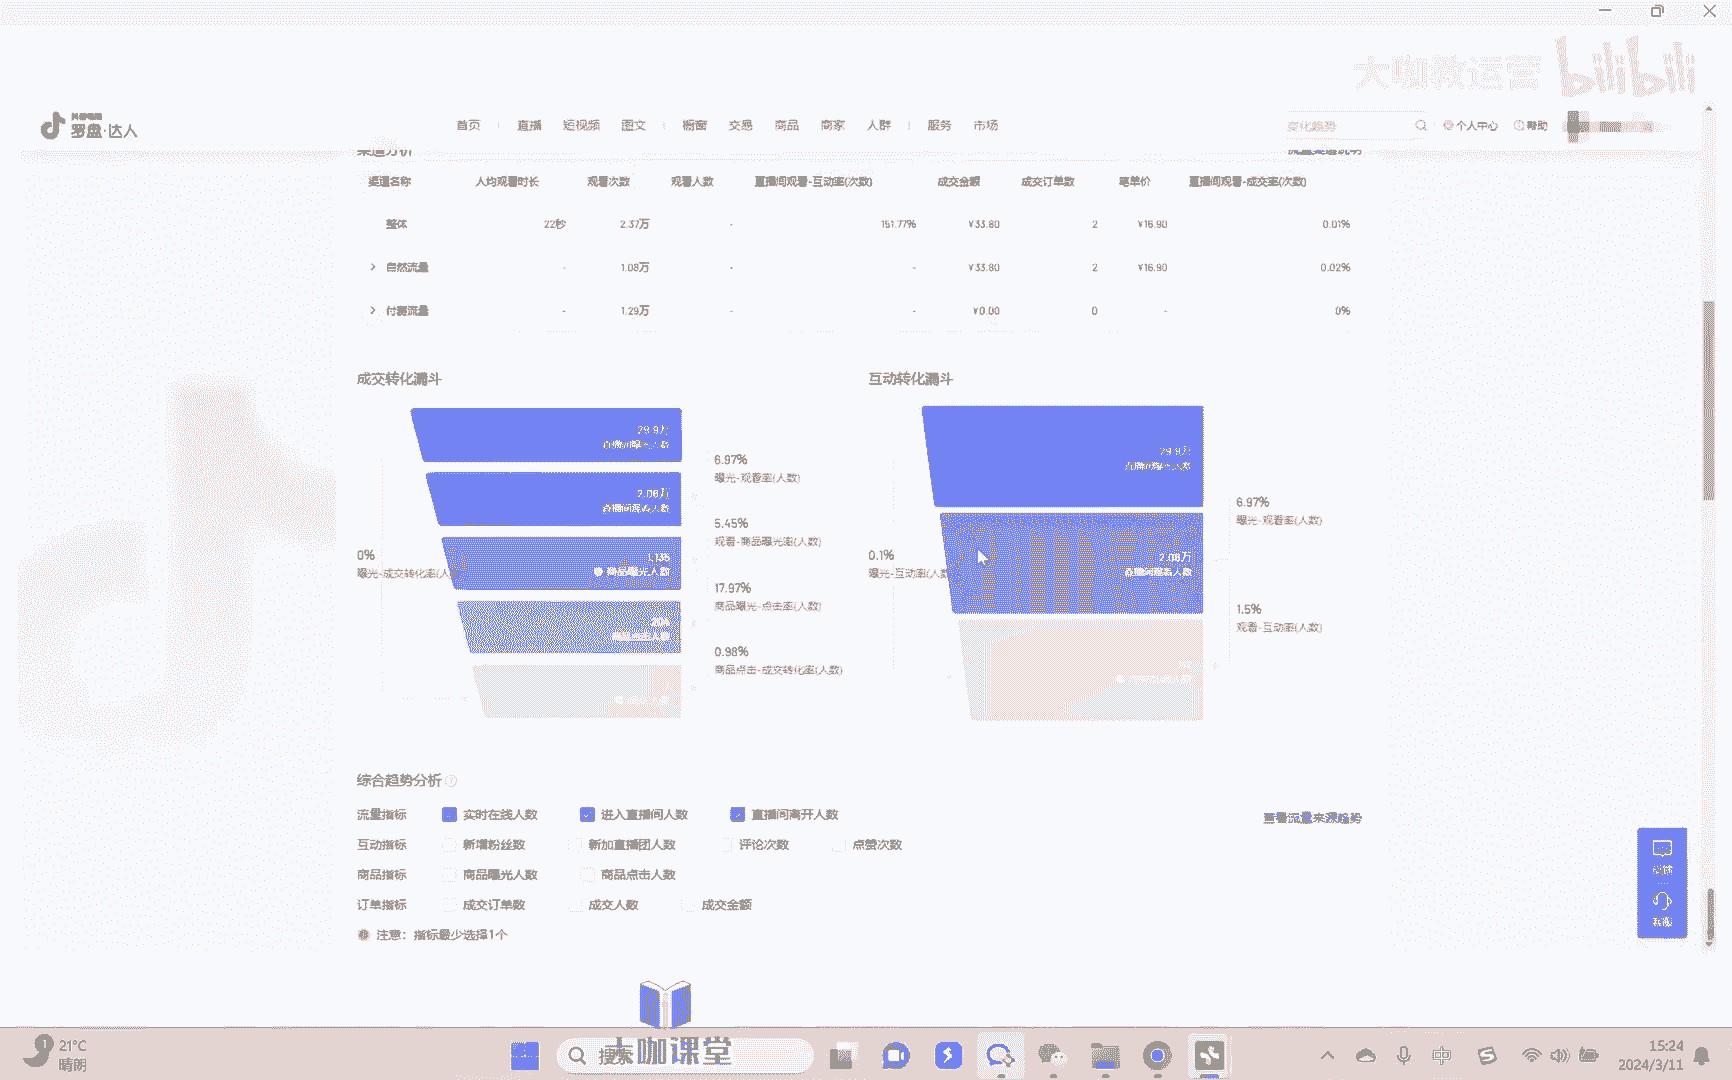 大咖教运营 bilibili
抖音电商
罗盘·达人
首页 直播 短视频 图文 橱窗 交易 商品 商家 人群 服务 市场
变化趋势 个人中心 帮助
渠道分析
渠道名称 人均观看时长 观看次数 观看人数 直播间观看-互动率(次数) 成交金额 成交订单数 笔单价 直播间观看-成交率(次数)
整体 22秒 2.37万 - 151.77% ¥33.80 2 ¥16.90 0.01%
自然流量 - 1.08万 - - ¥33.80 2 ¥16.90 0.02%
付费流量 - 1.29万 - - ¥0.00 0 - 0%
成交转化漏斗
29.9万
直播间曝光人数
6.97%
曝光-观看率(人数)
2.08万
直播间观看人数
5.45%
观看-商品曝光率(人数)
1,135
商品曝光人数
0%
曝光-成交转化率(人
17.97%
商品曝光-点击率(人数)
204
商品点击人数
0.98%
商品点击-成交转化率(人数)
互动转化漏斗
29.9万
直播间曝光人数
6.97%
曝光-观看率(人数)
2.08万
直播间观看人数
0.1%
曝光-互动率(人数
1.5%
观看-互动率(人数)
综合趋势分析
流量指标 实时在线人数 进入直播间人数 直播间离开人数
查看流量来源趋势
互动指标 新增粉丝数 新加直播团人数 评论次数 点赞次数
商品指标 商品曝光人数 商品点击人数
订单指标 成交订单数 成交人数 成交金额
注意：指标最少选择1个
反馈
客服
大咖课堂
1
21°C
晴朗
搜索
中
15:24
2024/3/11